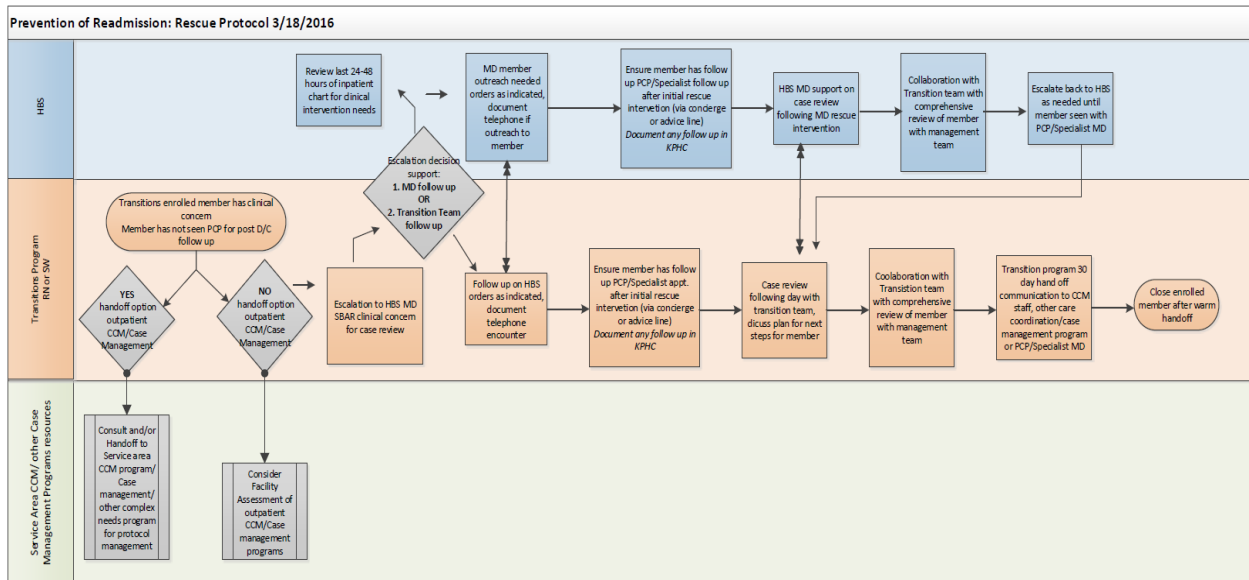 Prevention of Readmission: Rescue Protocol 3/18/2016
HBS
Review last 24-48
hours of inpatient
chart for clinical
intervention needs
MD member
outreach needed
orders as indicated,
document
telephone if
outreach to
member
Ensure member has follow
up PCP/Specialist follow up
after initial rescue
intervetion (via concierge
or advice line)
Document any follow up in
KPHC
HBS MD support on
case review
following MD rescue
intervention
Collaboration with
Transition team with
comprehensive
review of member
with management
team
Escalate back to HBS
as needed until
member seen with
PCP/Specialist MD
Escalation decision
support:
1. MD follow up
OR
2. Transition Team
follow up
Transitions Program
RN or SW
Transitions enrolled member has clinical
concern
Member has not seen PCP for post D/C
follow up
YES
handoff option
outpatient
CCM/Case
Management
NO
handoff option
outpatient
CCM/Case
Management
Escalation to HBS MD
SBAR clinical concern
for case review
Follow up on HBS
orders as indicated,
document
telephone
encounter
Ensure member has follow
up PCP/Specialist appt.
after initial rescue
intervention (via concierge
or advice line)
Document any follow up in
KPHC
Case review
following day with
transition team,
dicuss plan for next
steps for member
Coolaboration with
Transistion team with
comprehensive
review of member
with management
team
Transition program 30
day hand off
communication to CCM
staff, other care
coordination/case
management program
or PCP/Specialist MD
Close enrolled
member after warm
handoff
Service Area CCM/ other Case
Management Programs resources
Consult and/or
Handoff to
Service area
CCM program/
Case
management/
other complex
needs program
for protocol
management
Consider
Facility
Assessment of
outpatient
CCM/Case
management
programs